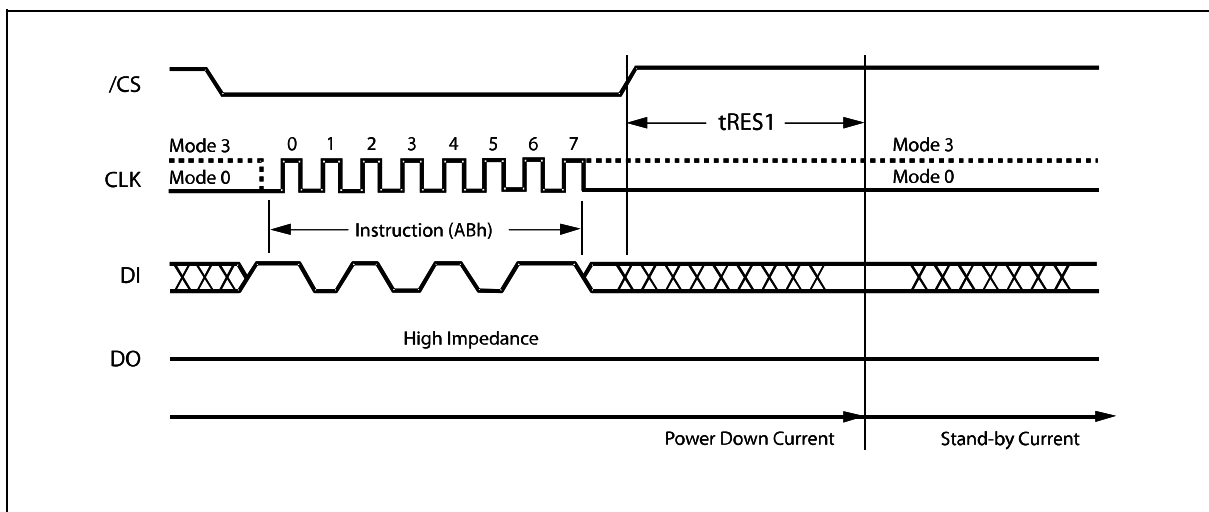 /CS
tRES1
Mode 3 0 1 2 3 4 5 6 7 Mode 3
CLK Mode 0 Mode 0
Instruction (ABh)
DI
High Impedance
DO
Power Down Current Stand-by Current